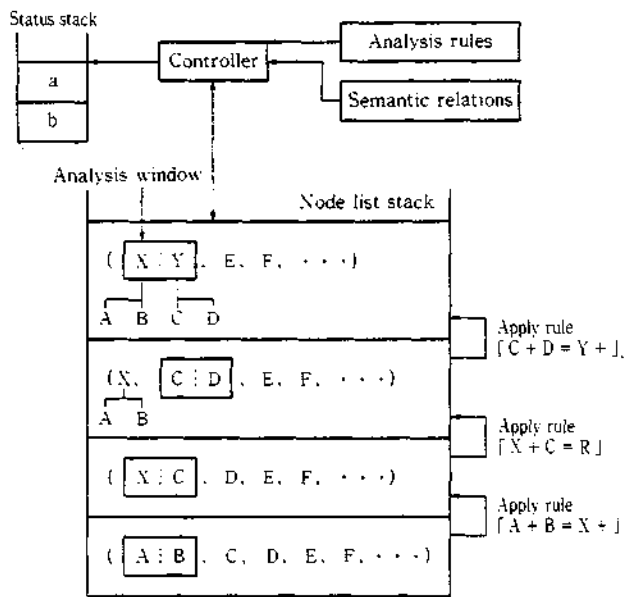 Status stack
a
b
Controller
Analysis rules
Semantic relations
Analysis window
Node list stack
( X ⋮ Y , E, F, · · · )
A B C D
Apply rule
「C + D = Y + 」.
(X, C ⋮ D , E, F, · · · )
A B
Apply rule
「X + C = R」
( X ⋮ C , D, E, F, · · · )
Apply rule
「A + B = X + 」
( A ⋮ B , C, D, E, F, · · · )